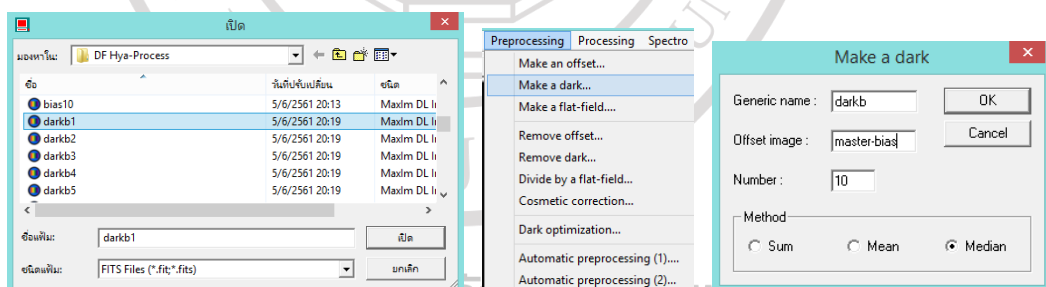 เปิด
มองหาใน: DF Hya-Process
ชื่อ วันที่ปรับเปลี่ยน ชนิด
bias10 5/6/2561 20:13 MaxIm DL I
darkb1 5/6/2561 20:19 MaxIm DL I
darkb2 5/6/2561 20:19 MaxIm DL I
darkb3 5/6/2561 20:19 MaxIm DL I
darkb4 5/6/2561 20:19 MaxIm DL I
darkb5 5/6/2561 20:19 MaxIm DL I
ชื่อแฟ้ม: darkb1 เปิด
ชนิดแฟ้ม: FITS Files (*.fit;*.fits) ยกเลิก
Preprocessing Processing Spectro
Make an offset...
Make a dark...
Make a flat-field....
Remove offset...
Remove dark...
Divide by a flat-field...
Cosmetic correction...
Dark optimization...
Automatic preprocessing (1)....
Automatic preprocessing (2)...
Make a dark
Generic name : darkb OK
Offset image : master-bias Cancel
Number : 10
Method
Sum Mean Median